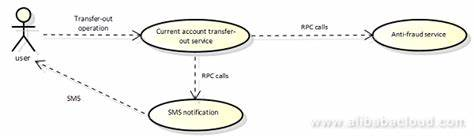 Transfer-out
operation
Current account transfer-
out service
RPC calls
Anti-fraud service
user
RPC calls
SMS
SMS notification
www.alibabacloud.com